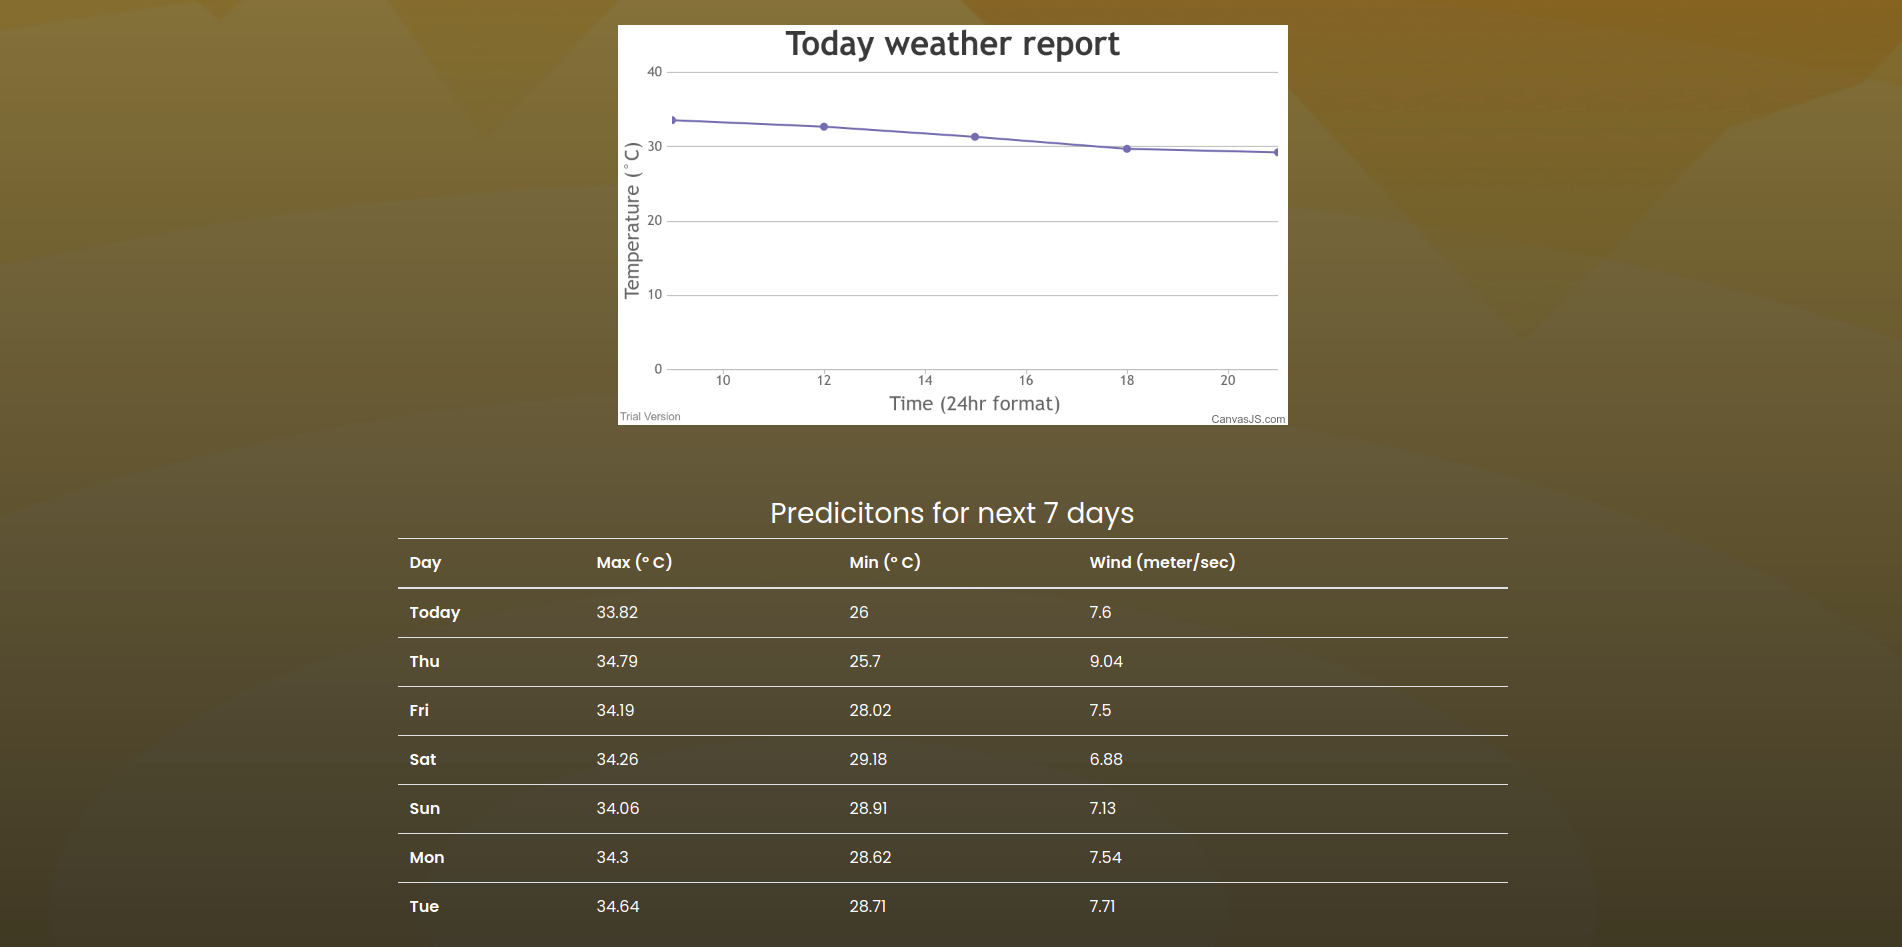 Today weather report
40
30
20
10
0
Temperature (°C)
10 12 14 16 18 20
Time (24hr format)
Trial Version
CanvasJS.com
Predicitons for next 7 days
Day Max (° C) Min (° C) Wind (meter/sec)
Today 33.82 26 7.6
Thu 34.79 25.7 9.04
Fri 34.19 28.02 7.5
Sat 34.26 29.18 6.88
Sun 34.06 28.91 7.13
Mon 34.3 28.62 7.54
Tue 34.64 28.71 7.71